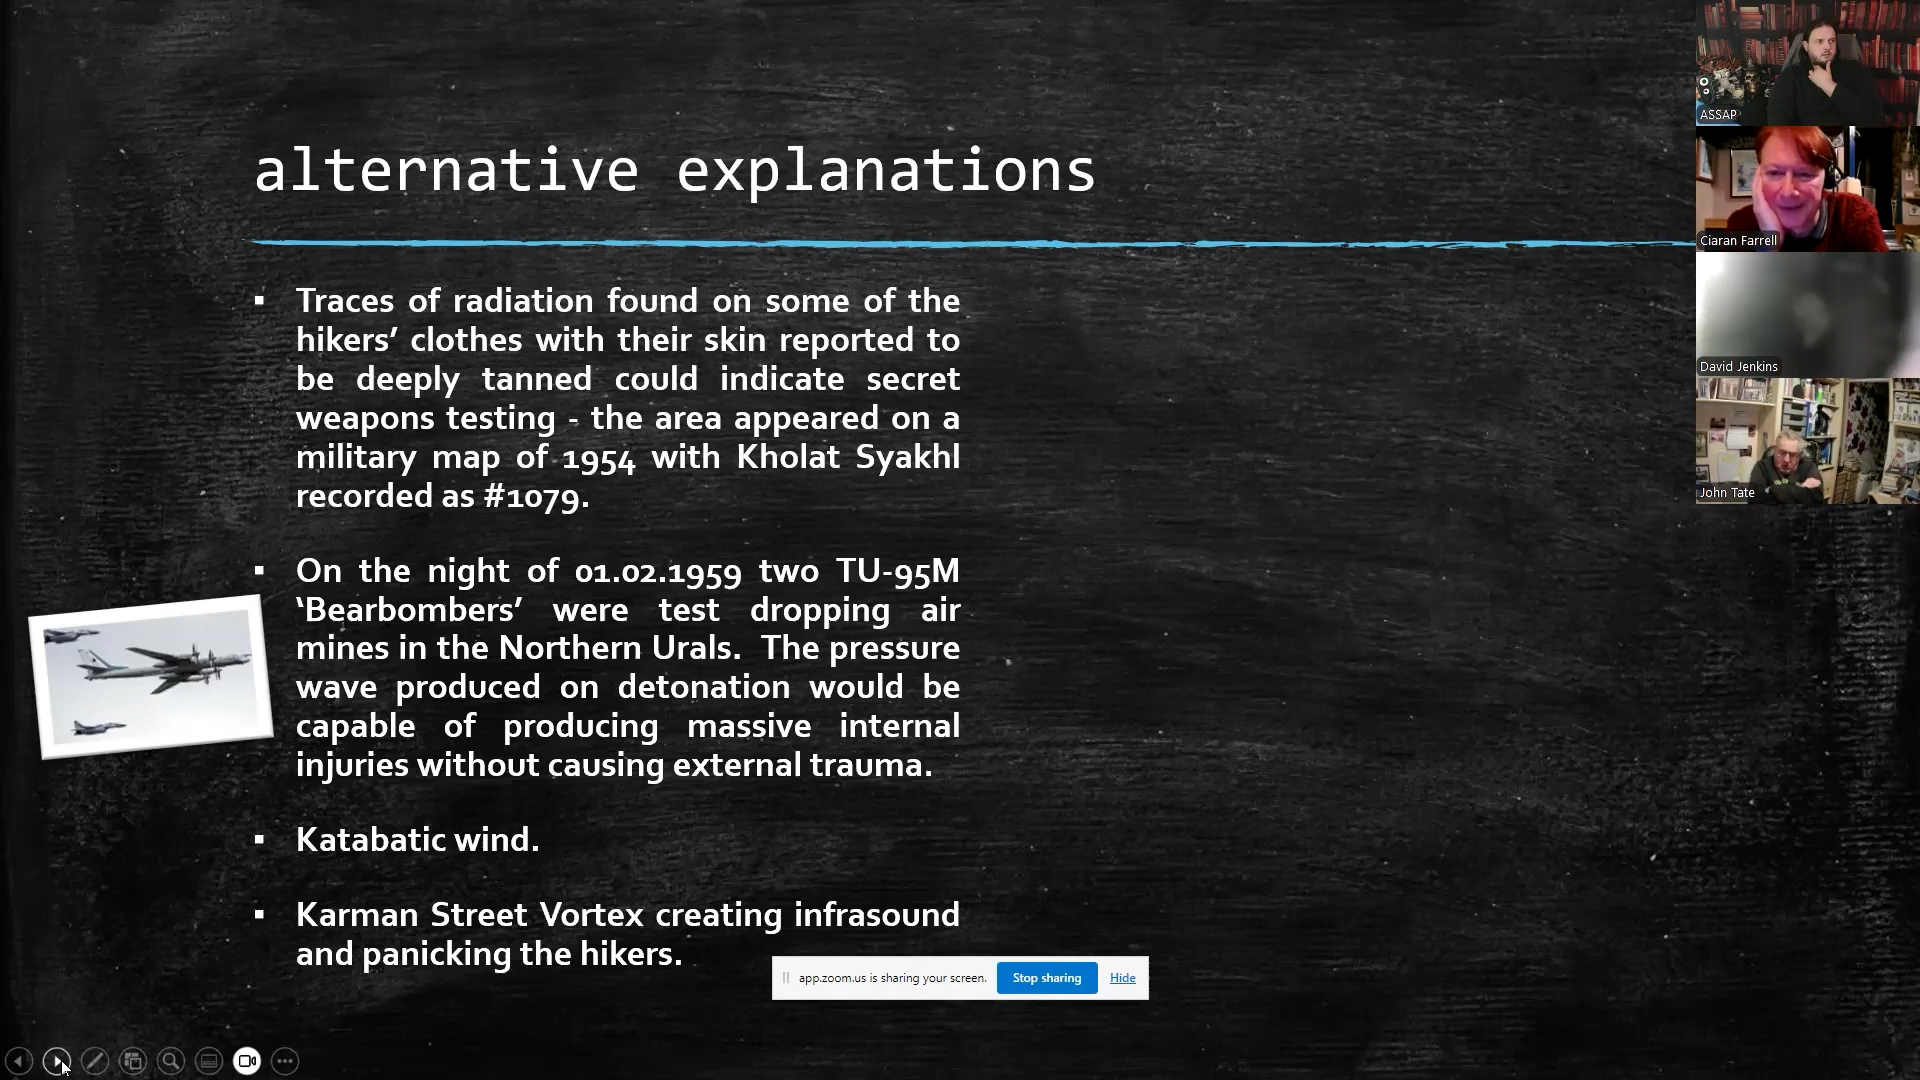 alternative explanations
▪ Traces of radiation found on some of the
hikers’ clothes with their skin reported to
be deeply tanned could indicate secret
weapons testing - the area appeared on a
military map of 1954 with Kholat Syakhl
recorded as #1079.
▪ On the night of 01.02.1959 two TU-95M
‘Bearbombers’ were test dropping air
mines in the Northern Urals. The pressure
wave produced on detonation would be
capable of producing massive internal
injuries without causing external trauma.
▪ Katabatic wind.
▪ Karman Street Vortex creating infrasound
and panicking the hikers.
app.zoom.us is sharing your screen. Stop sharing Hide
ASSAP
Ciaran Farrell
David Jenkins
John Tate